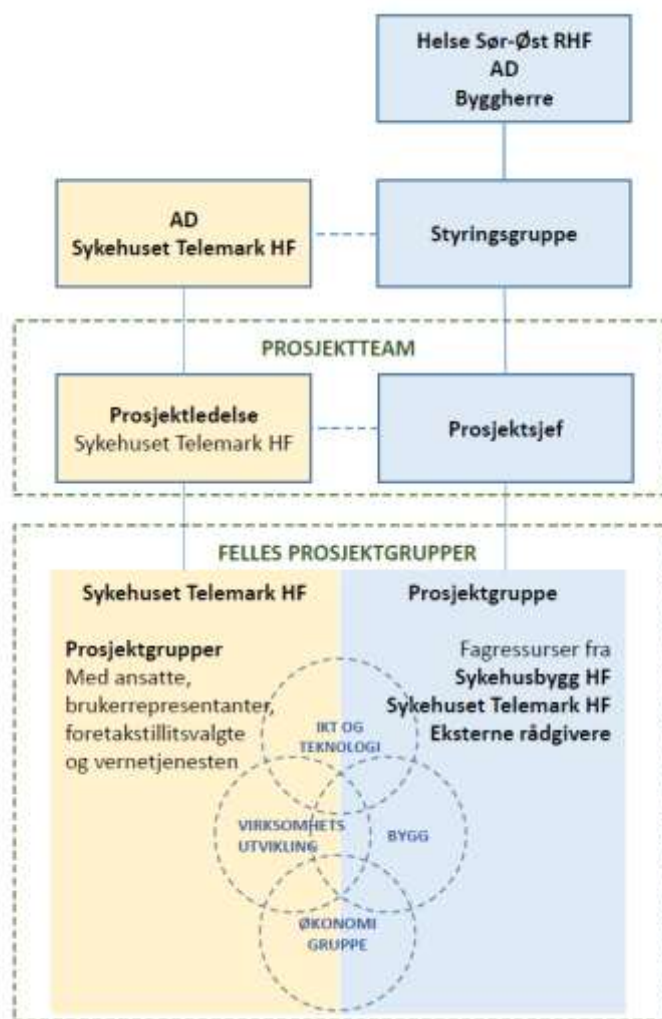 Helse Sør-Øst RHF
AD
Byggherre
AD
Sykehuset Telemark HF
Styringsgruppe
PROSJEKTTEAM
Prosjektledelse
Sykehuset Telemark HF
Prosjektsjef
FELLES PROSJEKTGRUPPER
Sykehuset Telemark HF
Prosjektgrupper
Med ansatte,
brukerrepresentanter,
foretakstillitsvalgte
og vernetjenesten
Prosjektgruppe
Fagressurser fra
Sykehusbygg HF
Sykehuset Telemark HF
Eksterne rådgivere
IKT OG
TEKNOLOGI
VIRKSOMHETS
UTVIKLING
BYGG
ØKONOMI
GRUPPE